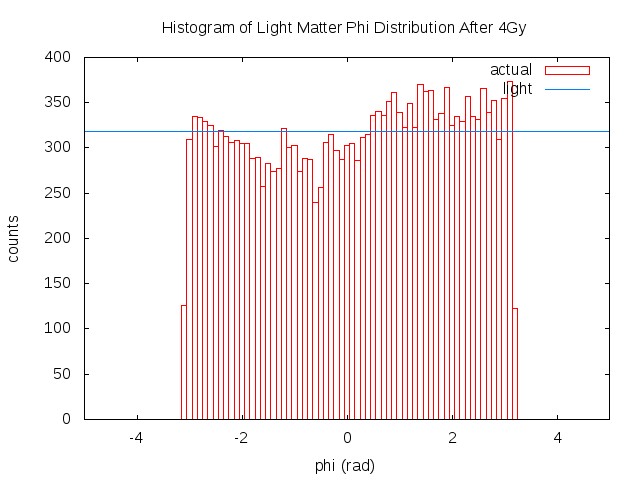 Histogram of Light Matter Phi Distribution After 4Gy
400
350
300
250
200
150
100
50
0
counts
actual
light
-4 -2 0 2 4
phi (rad)